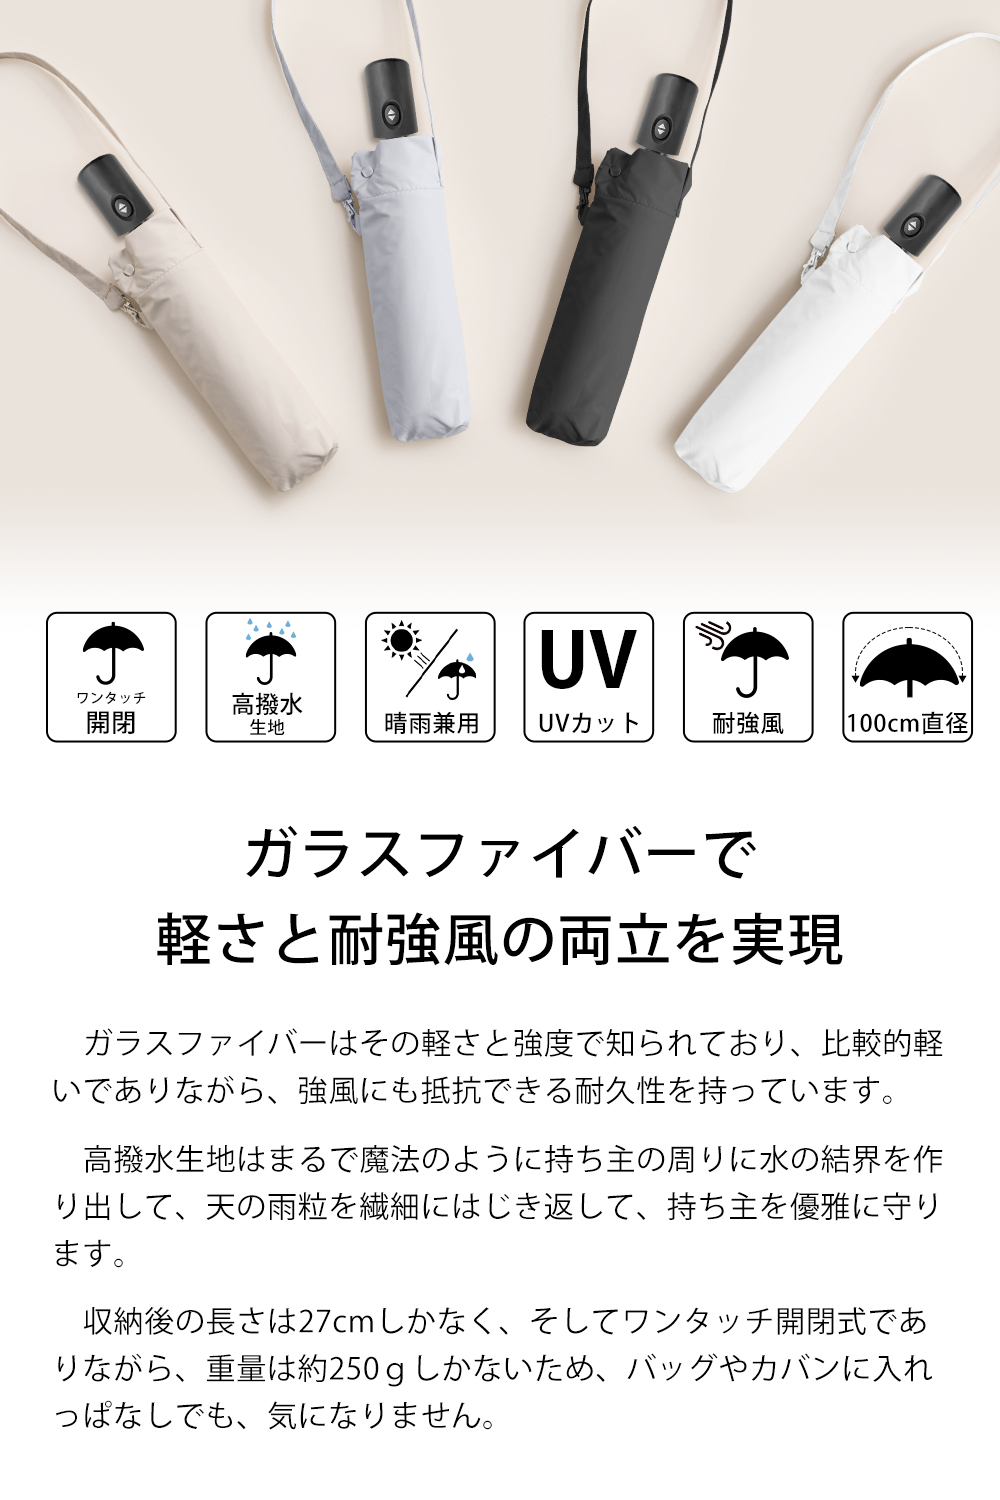 ワンタッチ
開閉
高撥水
生地
晴雨兼用
UV
UVカット
耐強風
100cm直径
ガラスファイバーで
軽さと耐強風の両立を実現
　ガラスファイバーはその軽さと強度で知られており、比較的軽
いでありながら、強風にも抵抗できる耐久性を持っています。
　高撥水生地はまるで魔法のように持ち主の周りに水の結界を作
り出して、天の雨粒を繊細にはじき返して、持ち主を優雅に守り
ます。
　収納後の長さは27cmしかなく、そしてワンタッチ開閉式であ
りながら、重量は約250ｇしかないため、バッグやカバンに入れ
っぱなしでも、気になりません。